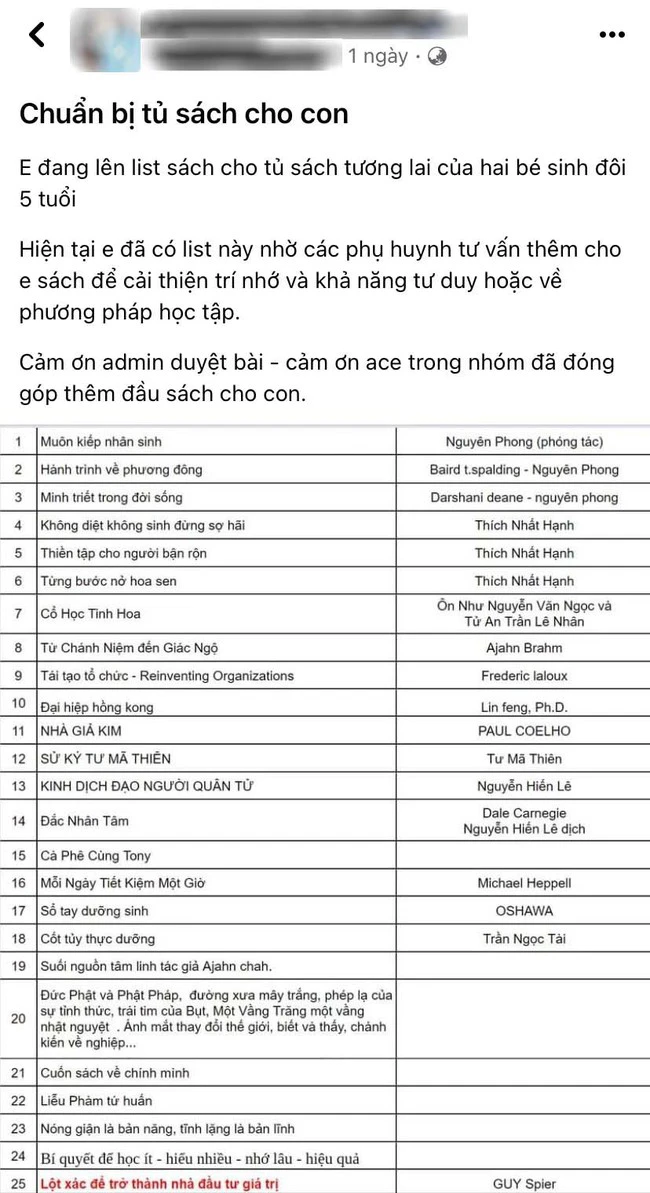 1 ngày ·
Chuẩn bị tủ sách cho con
E đang lên list sách cho tủ sách tương lai của hai bé sinh đôi
5 tuổi
Hiện tại e đã có list này nhờ các phụ huynh tư vấn thêm cho
e sách để cải thiện trí nhớ và khả năng tư duy hoặc về
phương pháp học tập.
Cảm ơn admin duyệt bài - cảm ơn ace trong nhóm đã đóng
góp thêm đầu sách cho con.
1 Muôn kiếp nhân sinh Nguyên Phong (phóng tác)
2 Hành trình về phương đông Baird t.spalding - Nguyên Phong
3 Minh triết trong đời sống Darshani deane - nguyên phong
4 Không diệt không sinh đừng sợ hãi Thích Nhất Hạnh
5 Thiền tập cho người bận rộn Thích Nhất Hạnh
6 Từng bước nở hoa sen Thích Nhất Hạnh
7 Cổ Học Tinh Hoa Ôn Như Nguyễn Văn Ngọc và
Tử An Trần Lê Nhân
8 Từ Chánh Niệm đến Giác Ngộ Ajahn Brahm
9 Tái tạo tổ chức - Reinventing Organizations Frederic laloux
10 Đại hiệp hồng kong Lin feng, Ph.D.
11 NHÀ GIẢ KIM PAUL COELHO
12 SỬ KÝ TƯ MÃ THIÊN Tư Mã Thiên
13 KINH DỊCH ĐẠO NGƯỜI QUÂN TỬ Nguyễn Hiến Lê
14 Đắc Nhân Tâm Dale Carnegie
Nguyễn Hiến Lê dịch
15 Cà Phê Cùng Tony
16 Mỗi Ngày Tiết Kiệm Một Giờ Michael Heppell
17 Sổ tay dưỡng sinh OSHAWA
18 Cốt tủy thực dưỡng Trần Ngọc Tài
19 Suối nguồn tâm linh tác giả Ajahn chah.
20 Đức Phật và Phật Pháp, đường xưa mây trắng, phép lạ của
sự tỉnh thức, trái tim của Bụt, Một Vầng Trăng một vầng
nhật nguyệt . Ánh mắt thay đổi thế giới, biết và thấy, chánh
kiến về nghiệp...
21 Cuốn sách về chính mình
22 Liễu Phàm tứ huấn
23 Nóng giận là bản năng, tĩnh lặng là bản lĩnh
24 Bí quyết để học ít - hiểu nhiều - nhớ lâu - hiệu quả
25 Lột xác để trở thành nhà đầu tư giá trị GUY Spier